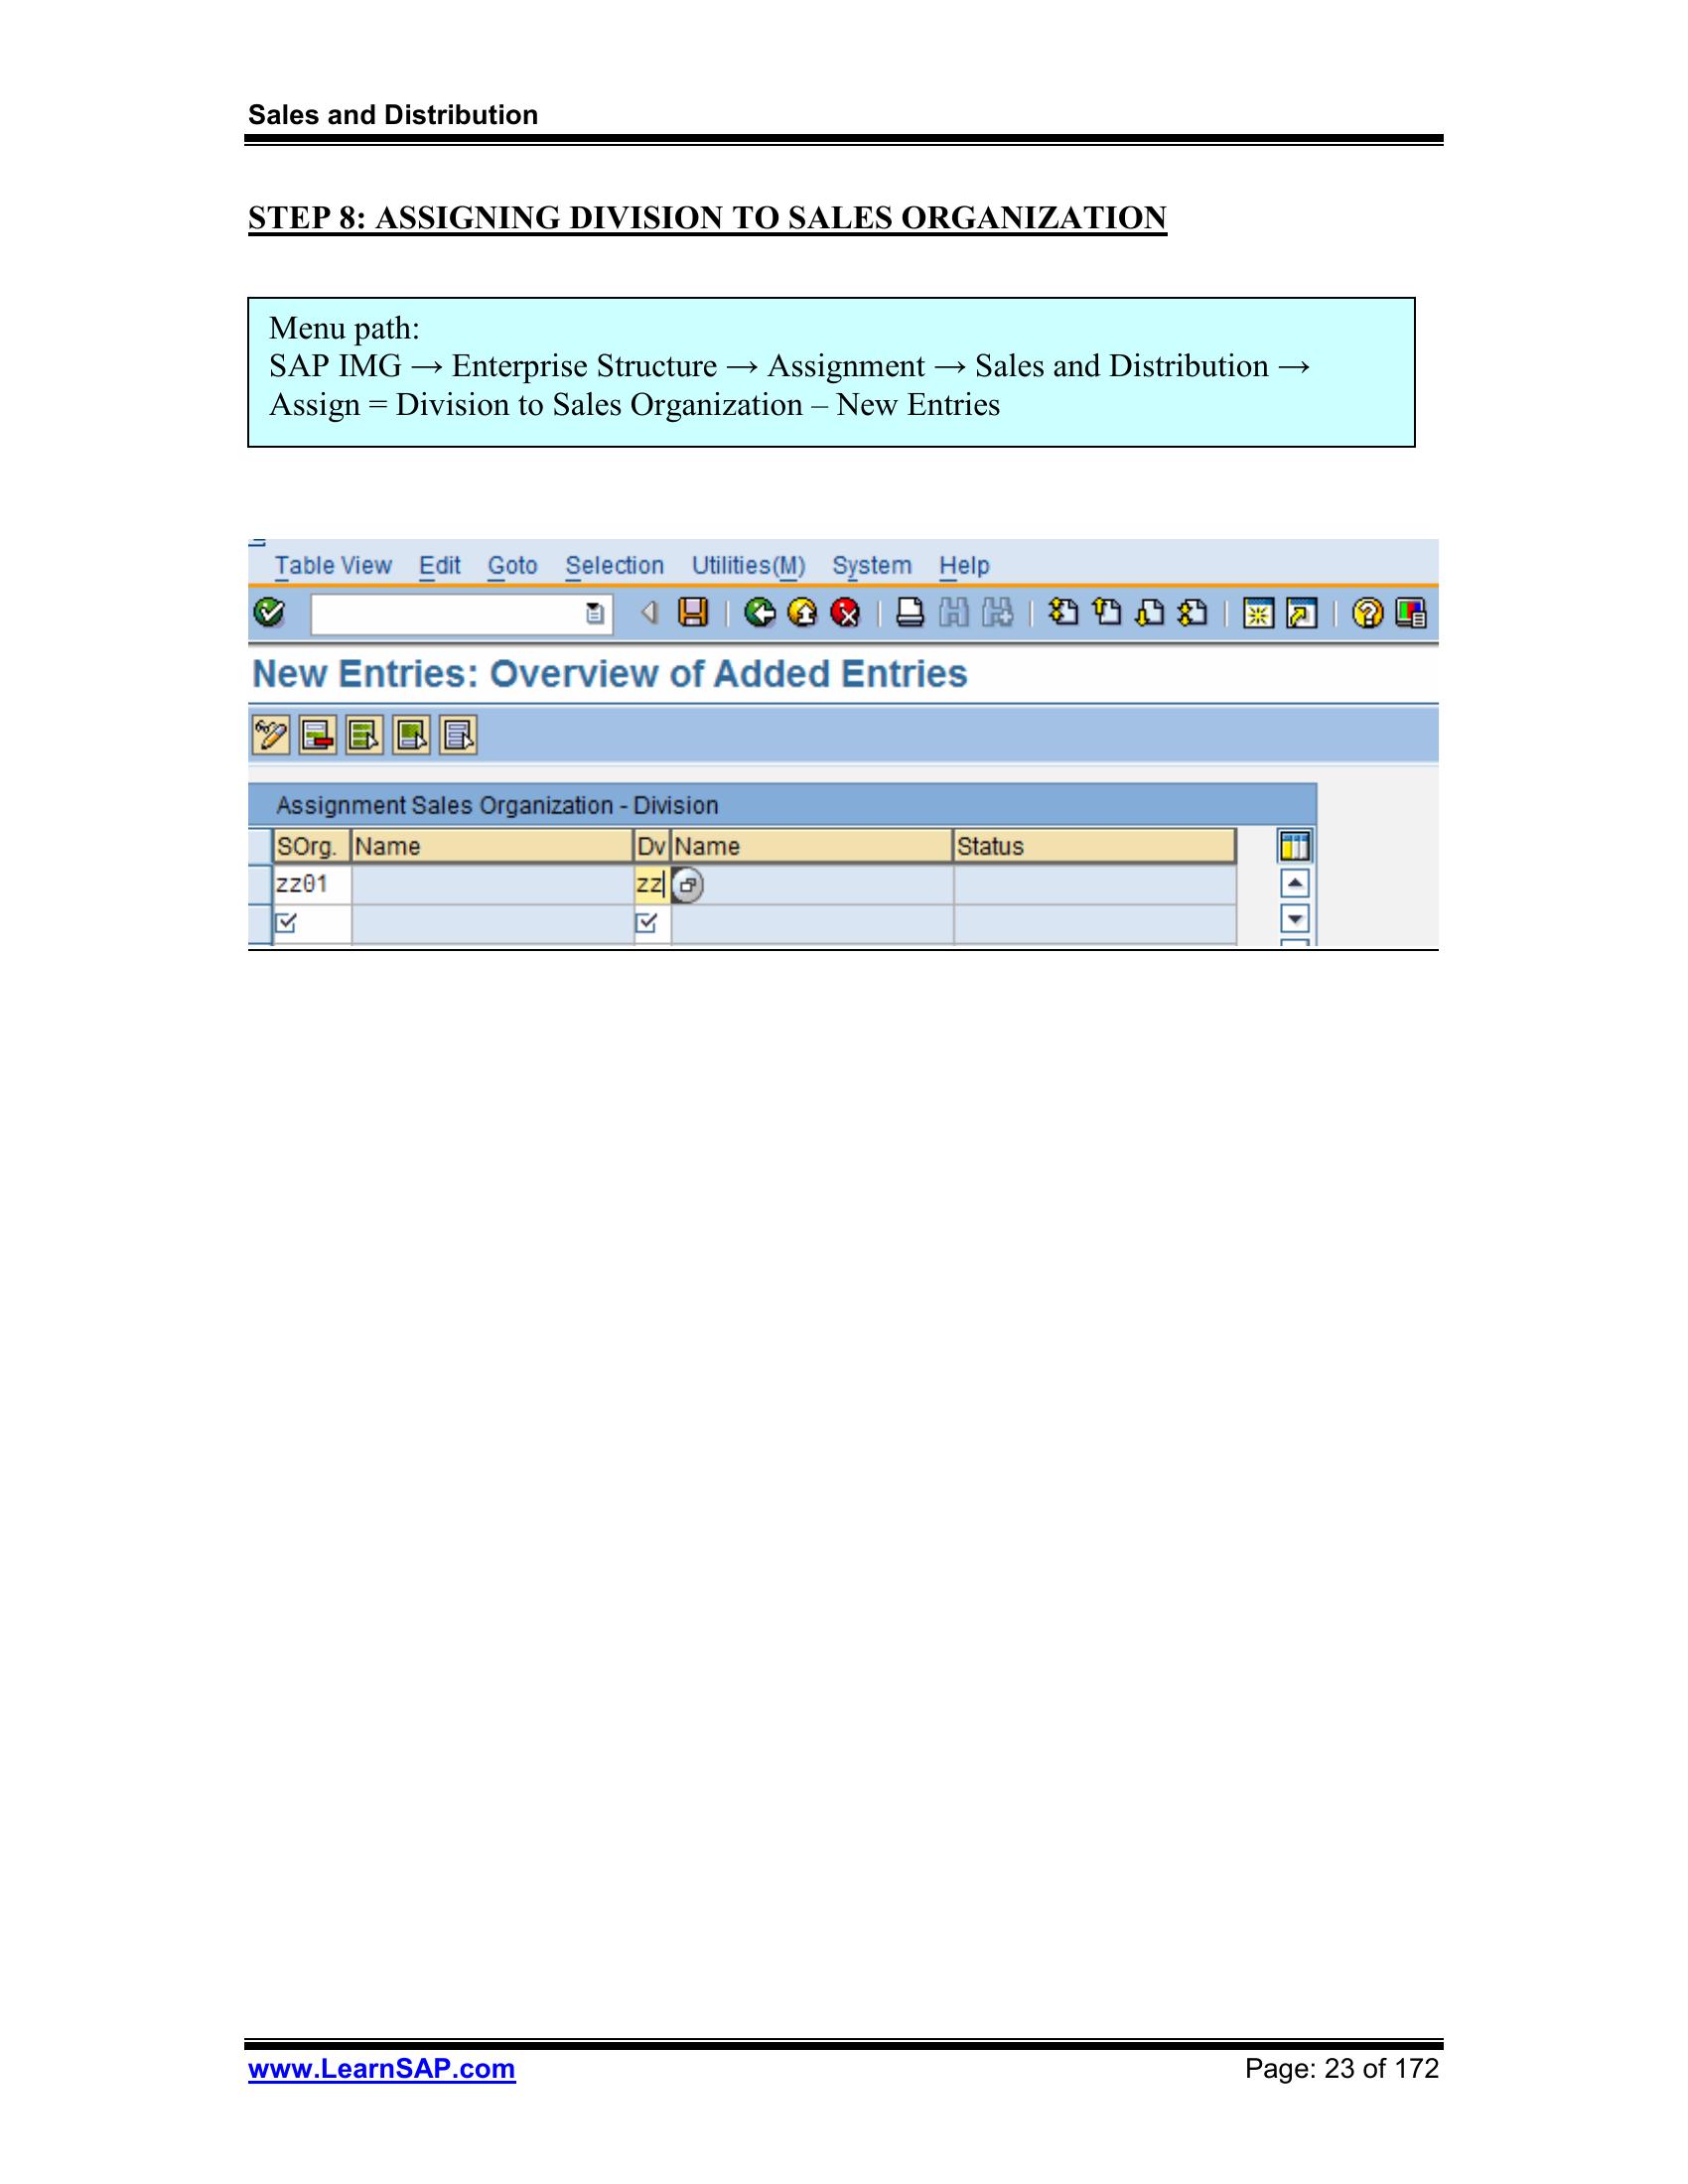 Sales and Distribution
STEP 8: ASSIGNING DIVISION TO SALES ORGANIZATION
Menu path:
SAP IMG → Enterprise Structure → Assignment → Sales and Distribution →
Assign = Division to Sales Organization – New Entries
Table View Edit Goto Selection Utilities(M) System Help
New Entries: Overview of Added Entries
Assignment Sales Organization - Division
SOrg. Name Dv Name Status
zz01 zz
www.LearnSAP.com Page: 23 of 172